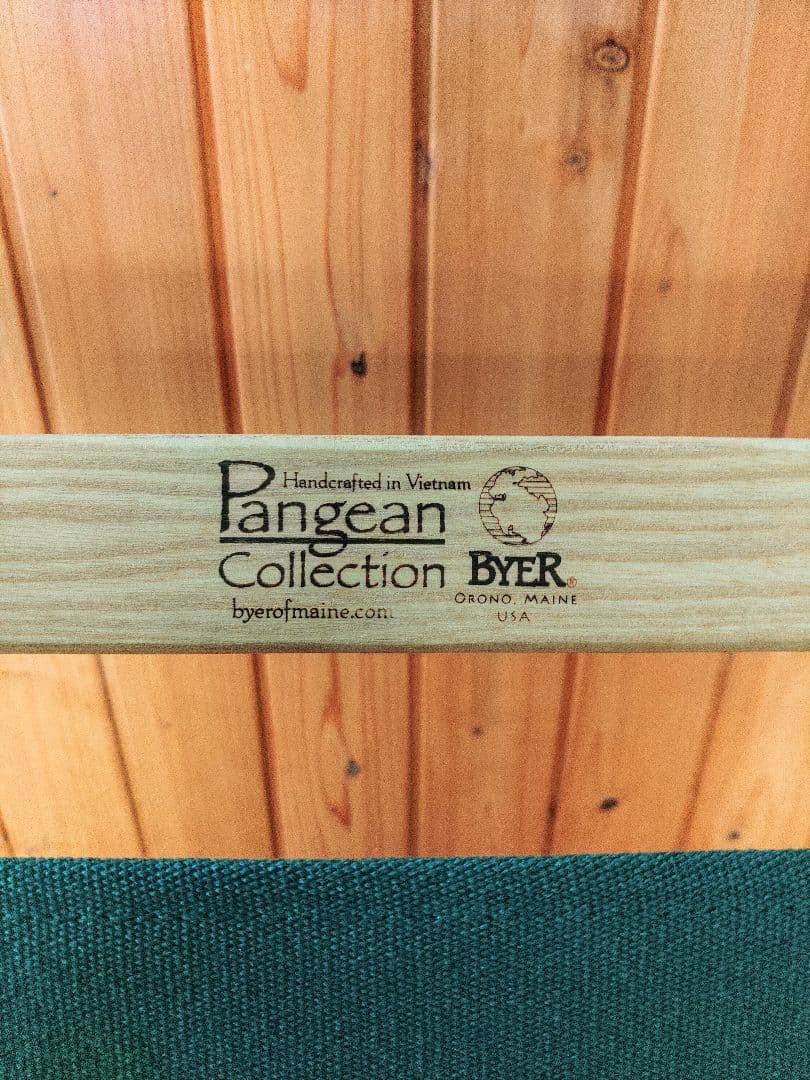 Handcrafted in Vietnam
Pangean
Collection
byerofmaine.com
BYER®
ORONO, MAINE
USA